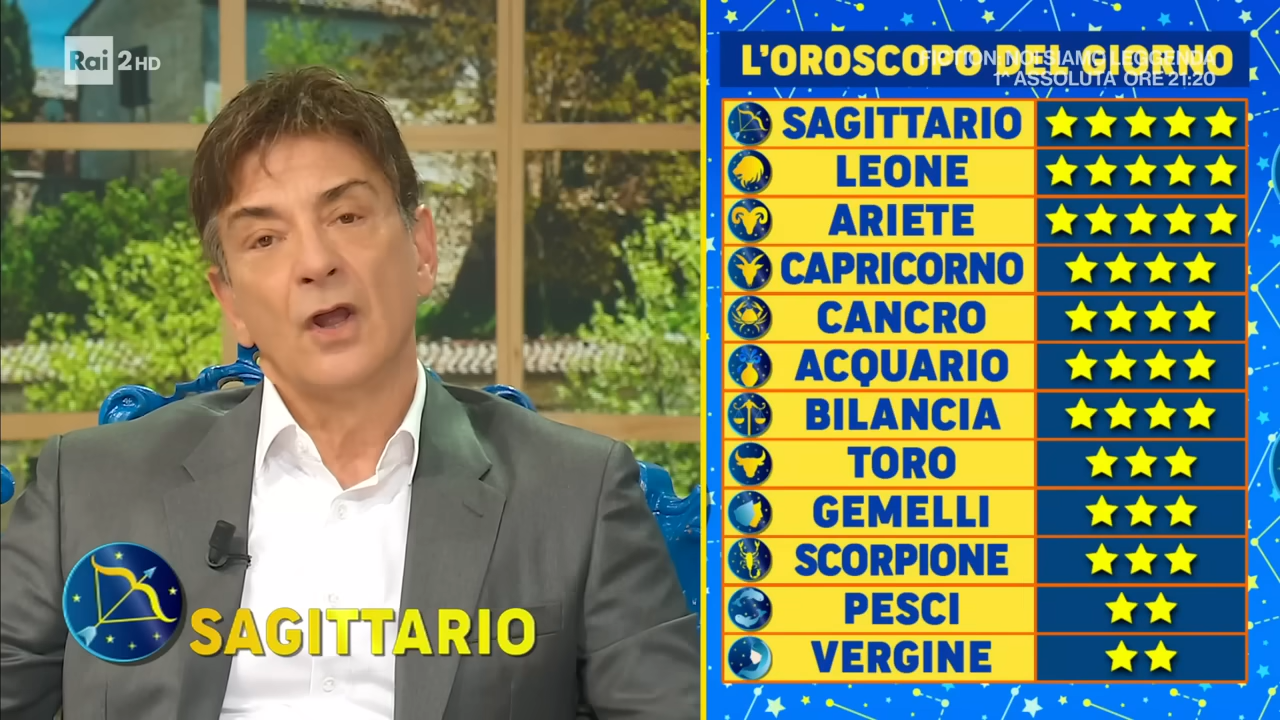 Rai 2HD
SAGITTARIO
L'OROSCOPO DEL GIORNO
FICTION NOI SIAMO LEGGENDA
1^ ASSOLUTA ORE 21:20
SAGITTARIO
LEONE
ARIETE
CAPRICORNO
CANCRO
ACQUARIO
BILANCIA
TORO
GEMELLI
SCORPIONE
PESCI
VERGINE